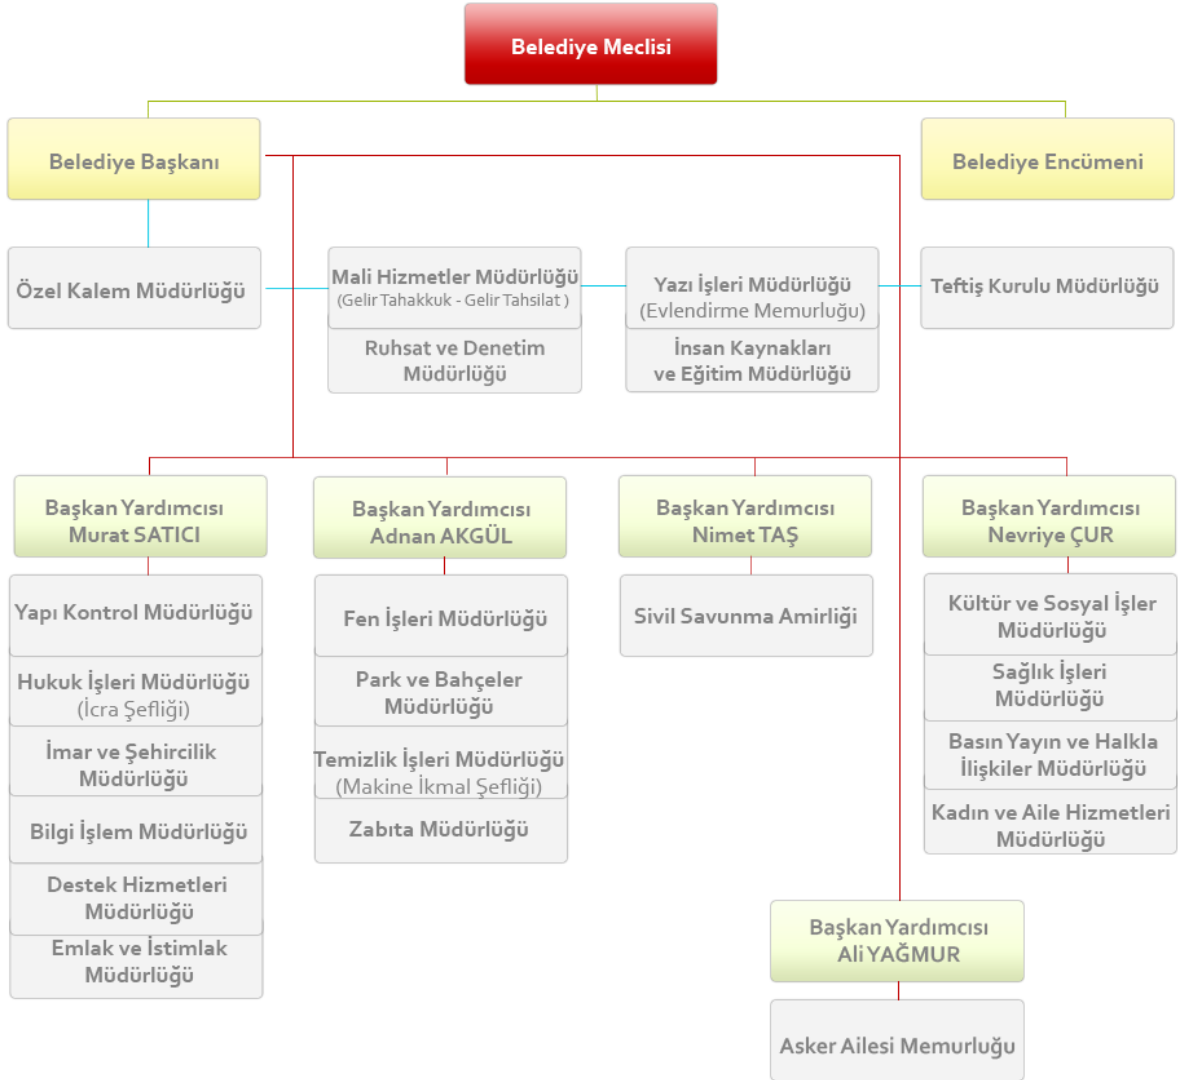 Belediye Meclisi
Belediye Başkanı
Belediye Encümeni
Özel Kalem Müdürlüğü
Mali Hizmetler Müdürlüğü
(Gelir Tahakkuk - Gelir Tahsilat )
Ruhsat ve Denetim
Müdürlüğü
Yazı İşleri Müdürlüğü
(Evlendirme Memurluğu)
İnsan Kaynakları
ve Eğitim Müdürlüğü
Teftiş Kurulu Müdürlüğü
Başkan Yardımcısı
Murat SATICI
Yapı Kontrol Müdürlüğü
Hukuk İşleri Müdürlüğü
(İcra Şefliği)
İmar ve Şehircilik
Müdürlüğü
Bilgi İşlem Müdürlüğü
Destek Hizmetleri
Müdürlüğü
Emlak ve İstimlak
Müdürlüğü
Başkan Yardımcısı
Adnan AKGÜL
Fen İşleri Müdürlüğü
Park ve Bahçeler
Müdürlüğü
Temizlik İşleri Müdürlüğü
(Makine İkmal Şefliği)
Zabıta Müdürlüğü
Başkan Yardımcısı
Nimet TAŞ
Sivil Savunma Amirliği
Başkan Yardımcısı
Nevriye ÇUR
Kültür ve Sosyal İşler
Müdürlüğü
Sağlık İşleri
Müdürlüğü
Basın Yayın ve Halkla
İlişkiler Müdürlüğü
Kadın ve Aile Hizmetleri
Müdürlüğü
Başkan Yardımcısı
Ali YAĞMUR
Asker Ailesi Memurluğu